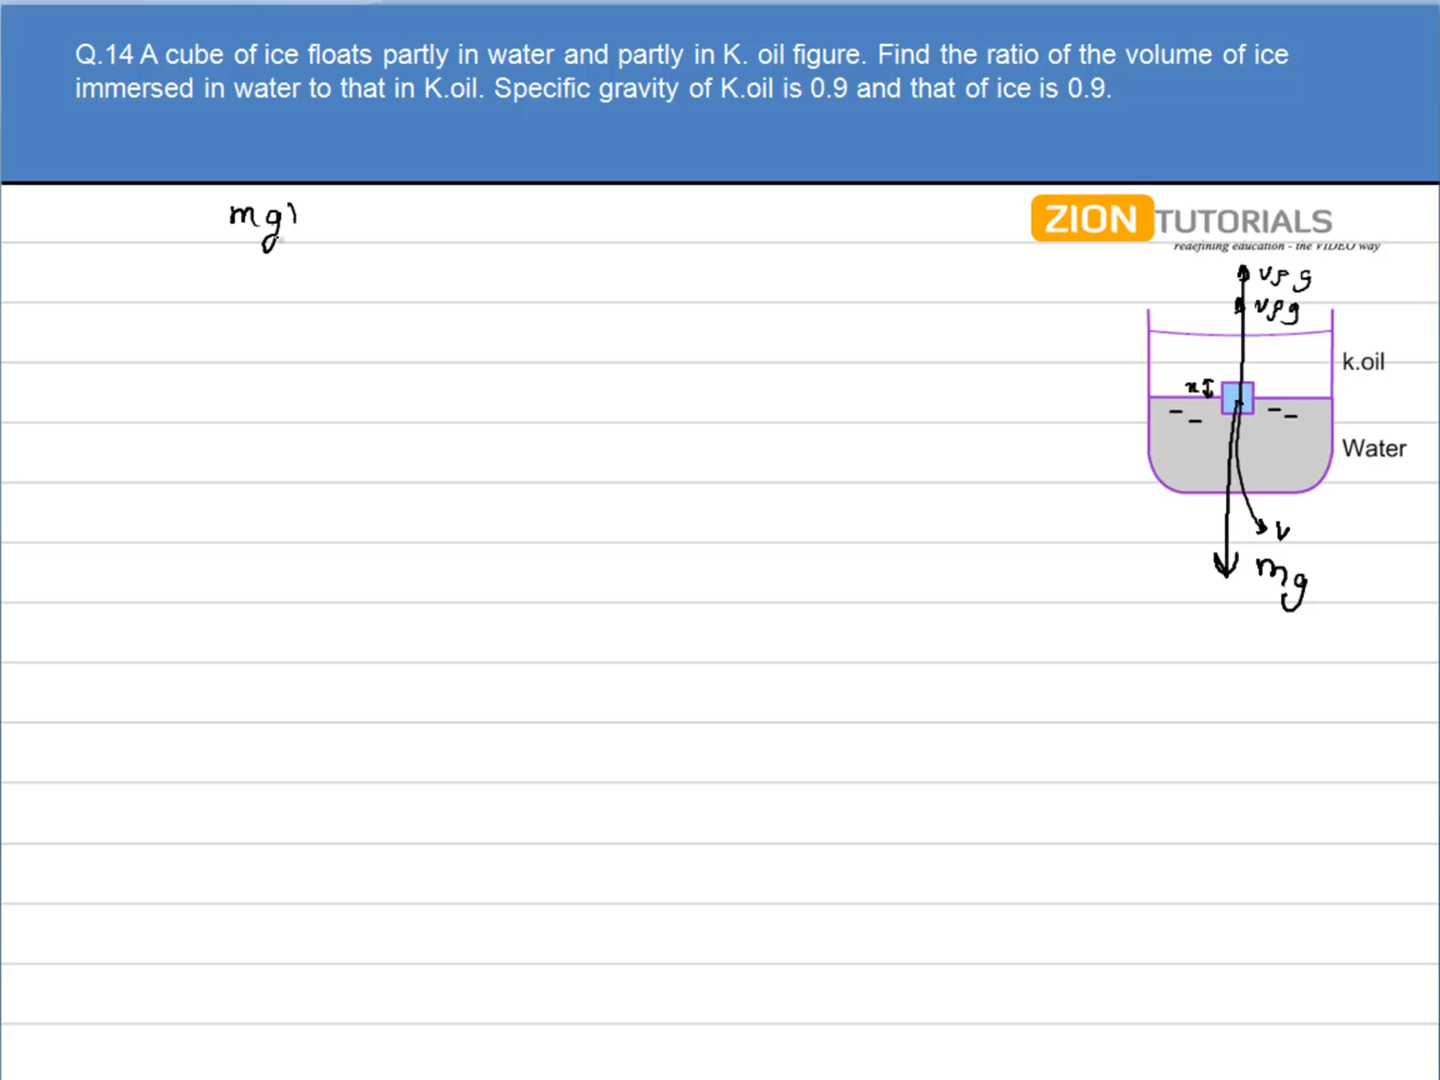 Q.14 A cube of ice floats partly in water and partly in K. oil figure. Find the ratio of the volume of ice
immersed in water to that in K.oil. Specific gravity of K.oil is 0.9 and that of ice is 0.9.
mg
ZION TUTORIALS
redefining education - the VIDEO way
vρg
vρg
k.oil
x
Water
v
mg